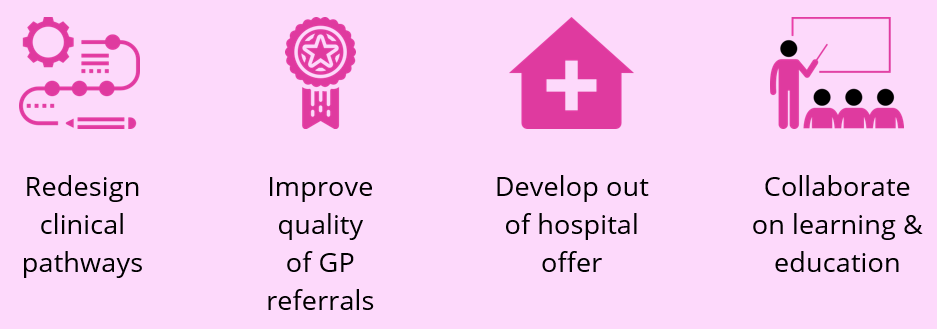 Redesign
clinical
pathways
Improve
quality
of GP
referrals
Develop out
of hospital
offer
Collaborate
on learning &
education